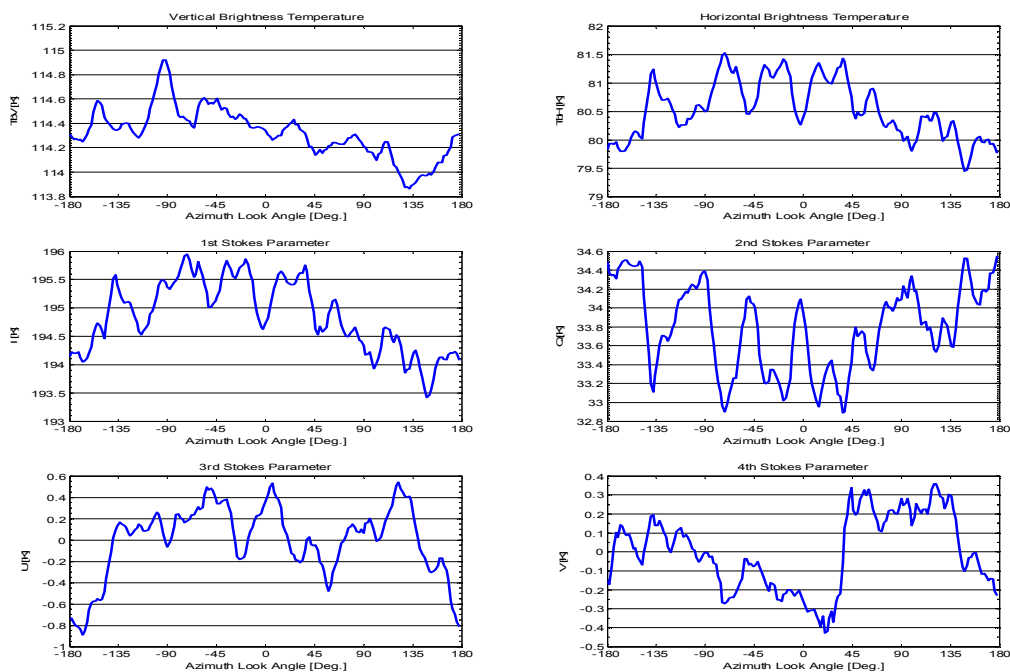 Vertical Brightness Temperature
115.2
115
114.8
114.6
114.4
114.2
114
113.8
-180 -135 -90 -45 0 45 90 135 180
Azimuth Look Angle [Deg.]
Horizontal Brightness Temperature
82
81.5
81
80.5
80
79.5
79
-180 -135 -90 -45 0 45 90 135 180
Azimuth Look Angle [Deg.]
1st Stokes Parameter
I [K]
196
195.5
195
194.5
194
193.5
193
-180 -135 -90 -45 0 45 90 135 180
Azimuth Look Angle [Deg.]
2nd Stokes Parameter
Q[K]
34.6
34.4
34.2
34
33.8
33.6
33.4
33.2
33
32.8
-180 -135 -90 -45 0 45 90 135 180
Azimuth Look Angle [Deg.]
3rd Stokes Parameter
U[K]
0.6
0.4
0.2
0
-0.2
-0.4
-0.6
-0.8
-1
-180 -135 -90 -45 0 45 90 135 180
Azimuth Look Angle [Deg.]
4th Stokes Parameter
V[K]
0.4
0.3
0.2
0.1
0
-0.1
-0.2
-0.3
-0.4
-0.5
-180 -135 -90 -45 0 45 90 135 180
Azimuth Look Angle [Deg.]